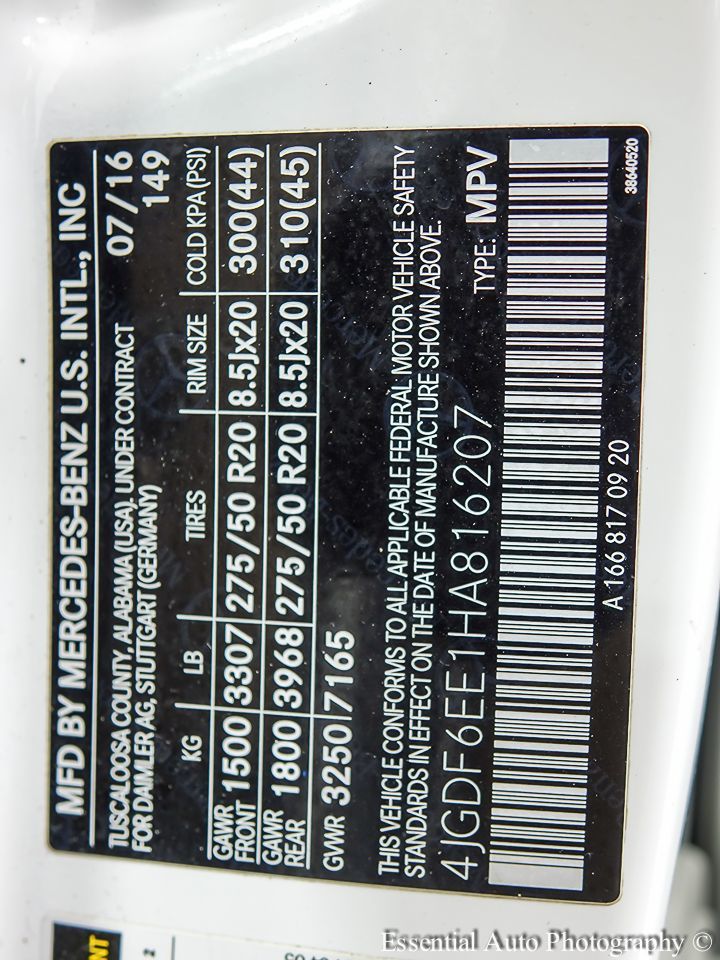 MFD BY MERCEDES-BENZ U.S. INTL., INC
TUSCALOOSA COUNTY, ALABAMA (USA), UNDER CONTRACT 07/16
FOR DAIMLER AG, STUTTGART (GERMANY) 149
KG LB TIRES RIM SIZE COLD KPA (PSI)
GAWR FRONT 1500 3307 275/50 R20 8.5Jx20 300(44)
GAWR REAR 1800 3968 275/50 R20 8.5Jx20 310(45)
GVWR 3250 7165
THIS VEHICLE CONFORMS TO ALL APPLICABLE FEDERAL MOTOR VEHICLE SAFETY
STANDARDS IN EFFECT ON THE DATE OF MANUFACTURE SHOWN ABOVE.
4JGDF6EE1HA816207 TYPE: MPV
A 166 817 09 20 38640520
2
Essential Auto Photography ©